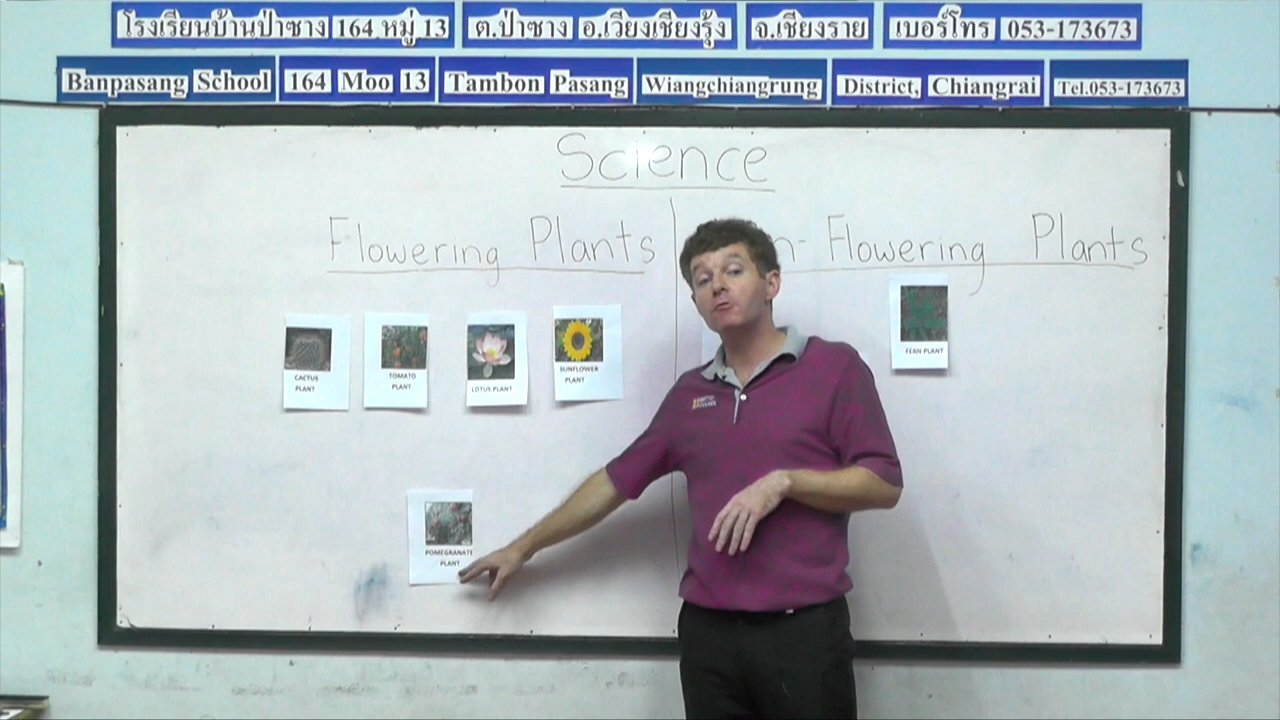 โรงเรียนบ้านป่าซาง 164 หมู่ 13 ต.ป่าซาง อ.เวียงเชียงรุ้ง จ.เชียงราย เบอร์โทร 053-173673
Banpasang School 164 Moo 13 Tambon Pasang Wiangchiangrung District, Chiangrai Tel.053-173673
Science
Flowering Plants
n-Flowering Plants
CACTUS
PLANT
TOMATO
PLANT
LOTUS PLANT
SUNFLOWER
PLANT
FERN PLANT
POMEGRANATE
PLANT